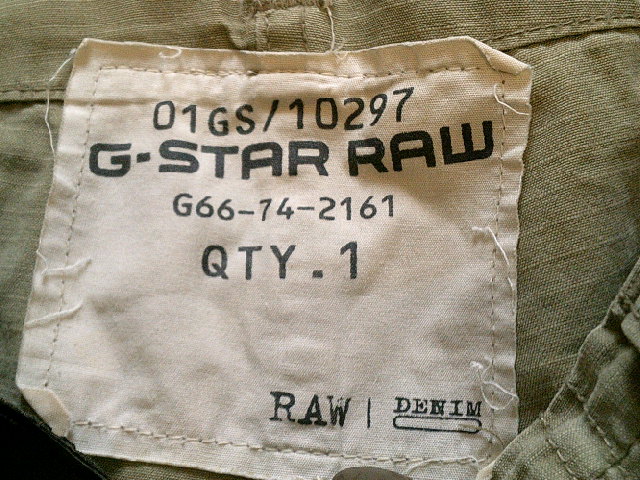 01GS/10297
G-STAR RAW
G66-74-2161
QTY.1
RAW | DENIM